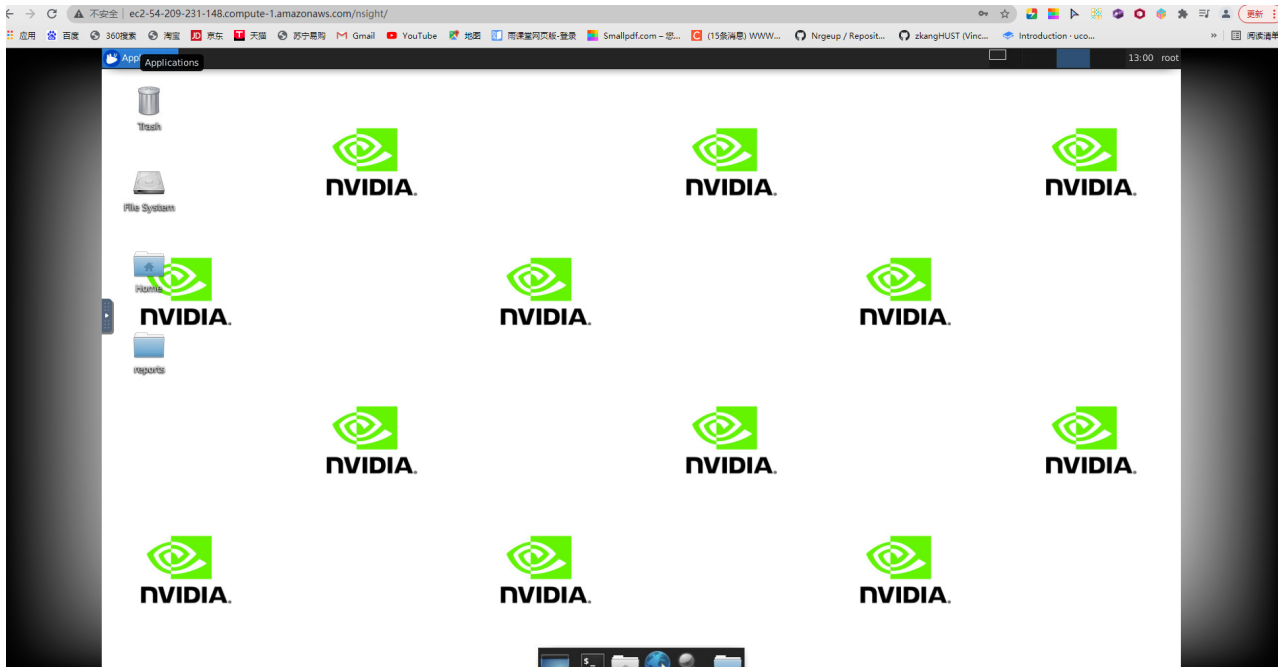 不安全 ec2-54-209-231-148.compute-1.amazonaws.com/nsight/ 更新
应用 百度 360搜索 淘宝 JD 京东 T 天猫 苏宁易购 Gmail YouTube 地图 雨课堂网页版-登录 Smallpdf.com – 您... C (15条消息) WWW... Nrgeup / Reposit... zkangHUST (Vinc... Introduction · uco... » 阅读清单
Appl Applications 13:00 root
Trash
NVIDIA. NVIDIA. NVIDIA.
File System
Home
NVIDIA. NVIDIA. NVIDIA.
reports
NVIDIA. NVIDIA. NVIDIA.
NVIDIA. NVIDIA. NVIDIA.
$_